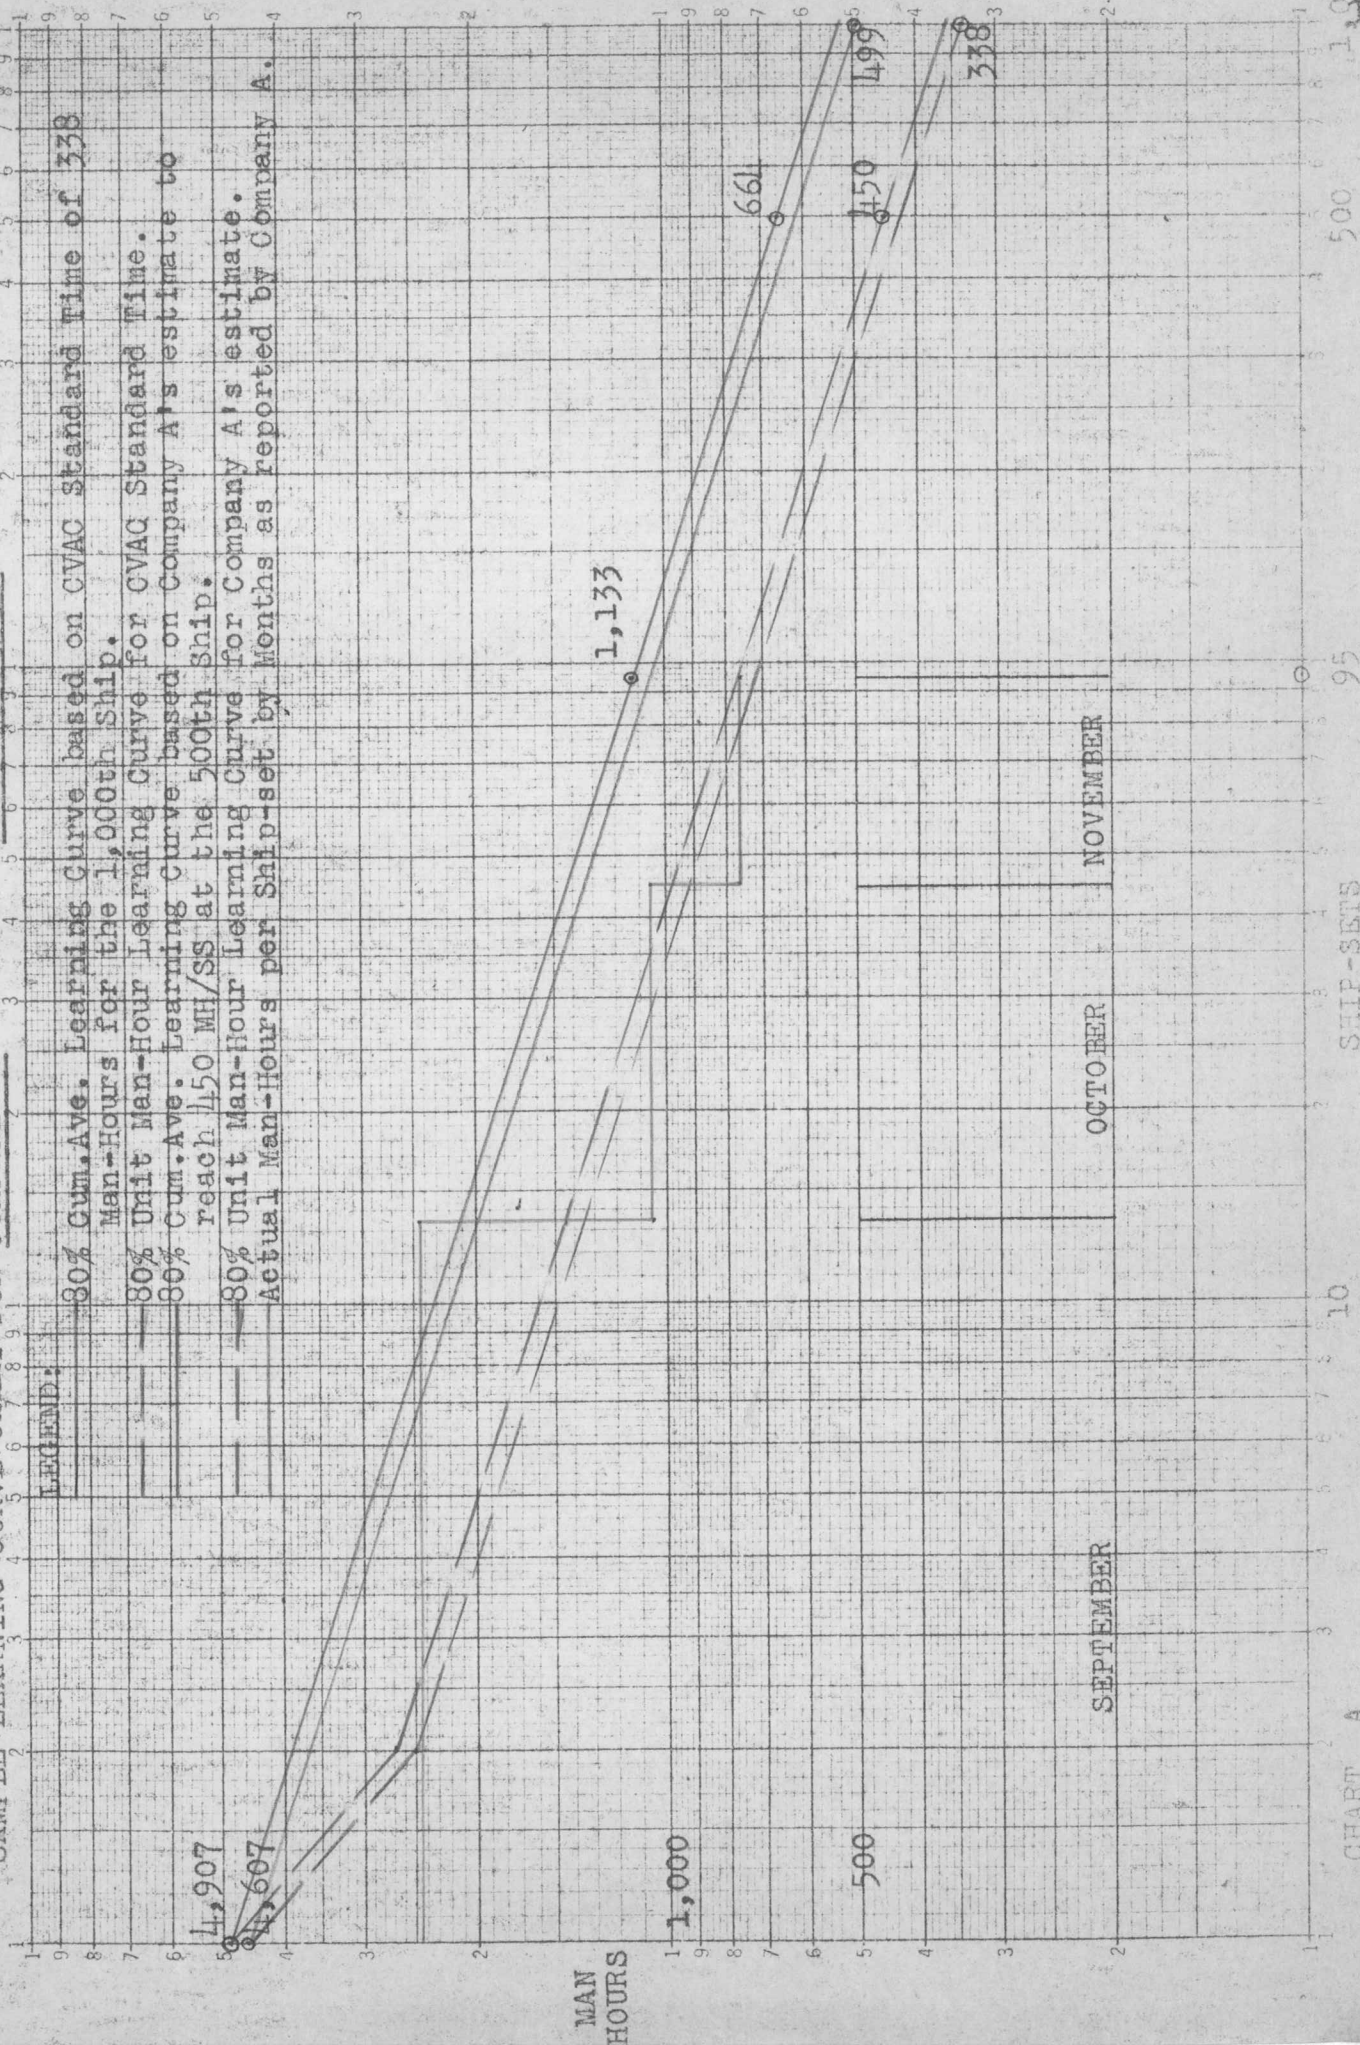 SAMPLE LEARNING CURVE
LEGEND:
80% Cum.Ave. Learning Curve based on CVAC Standard Time of 338
Man-Hours for the 1,000th Ship.
80% Unit Man-Hour Learning Curve for CVAC Standard Time.
80% Cum.Ave. Learning Curve based on Company A's estimate to
reach 450 MH/SS at the 500th Ship.
80% Unit Man-Hour Learning Curve for Company A's estimate.
Actual Man-Hours per Ship-set by Months as reported by Company A.
4,907
4,607
1,133
664
499
450
338
MAN
HOURS
1,000
500
SEPTEMBER
OCTOBER
NOVEMBER
10
95
500
SHIP-SETS
CHART A